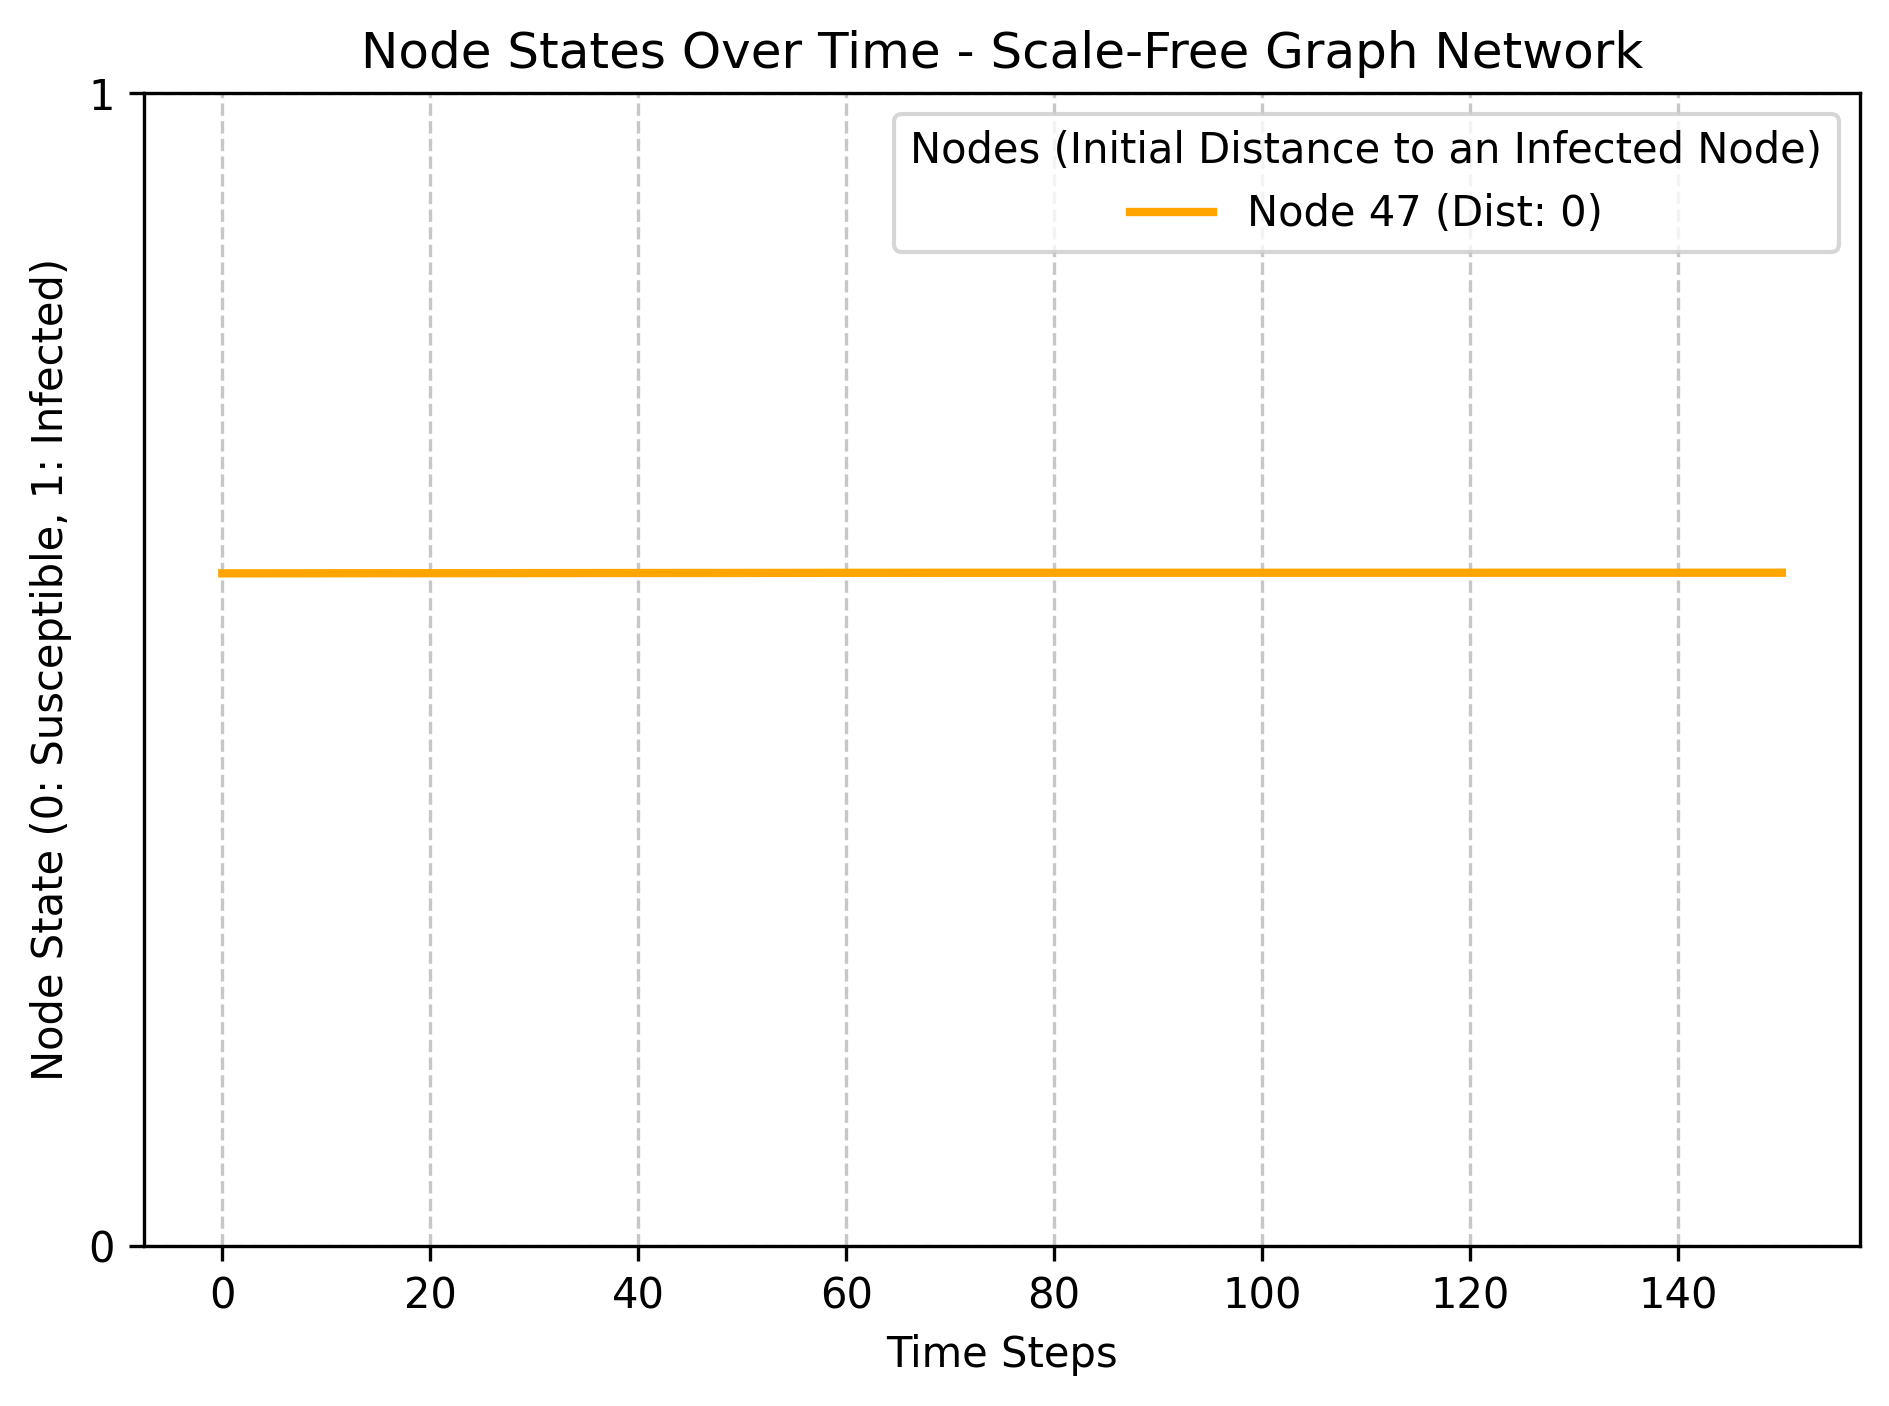 Node States Over Time - Scale-Free Graph Network
Nodes (Initial Distance to an Infected Node)
Node 47 (Dist: 0)
Node State (0: Susceptible, 1: Infected)
1
0
0 20 40 60 80 100 120 140
Time Steps